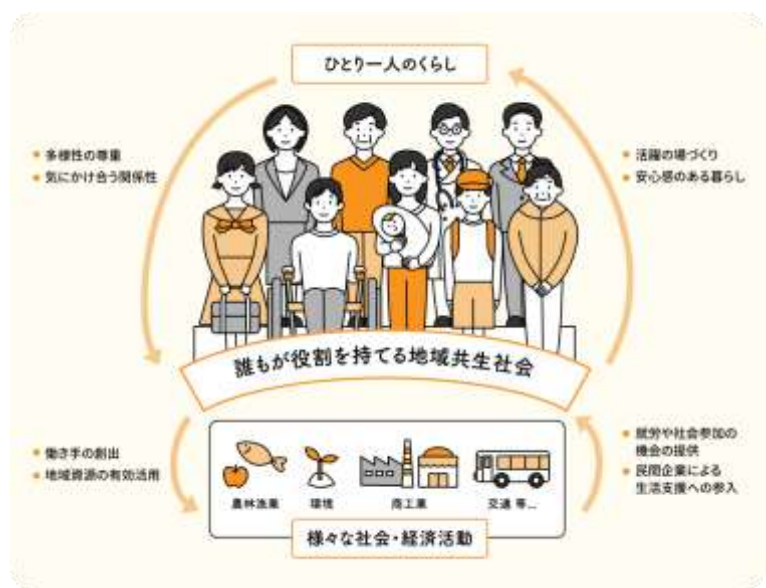 ひとり一人のくらし
● 多様性の尊重
● 気にかけ合う関係性
● 活躍の場づくり
● 安心感のある暮らし
誰もが役割を持てる地域共生社会
● 働き手の創出
● 地域資源の有効活用
● 就労や社会参加の
機会の提供
● 民間企業による
生活支援への参入
農林漁業
環境
商工業
交通 等...
様々な社会・経済活動